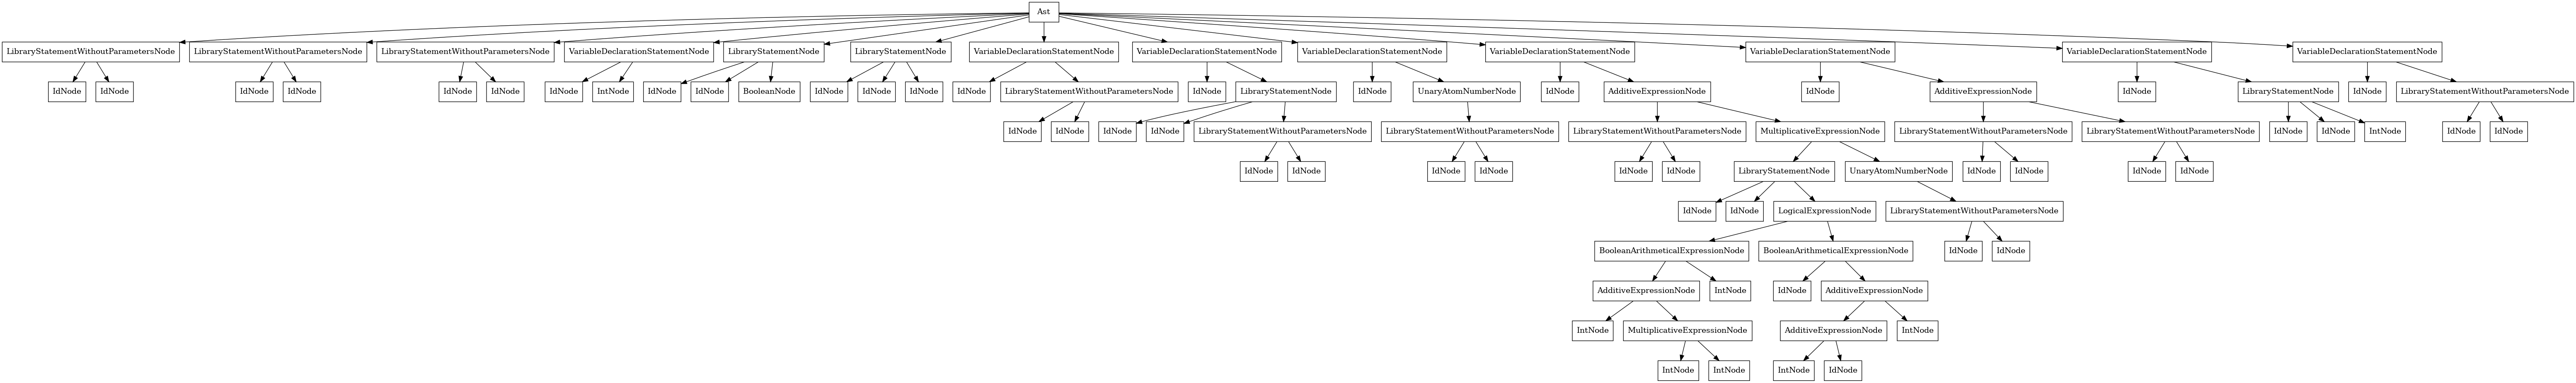 Ast
LibraryStatementWithoutParametersNode LibraryStatementWithoutParametersNode LibraryStatementWithoutParametersNode VariableDeclarationStatementNode LibraryStatementNode LibraryStatementNode VariableDeclarationStatementNode VariableDeclarationStatementNode VariableDeclarationStatementNode VariableDeclarationStatementNode VariableDeclarationStatementNode VariableDeclarationStatementNode VariableDeclarationStatementNode
IdNode IdNode IdNode IdNode IdNode IdNode IdNode IntNode IdNode IdNode BooleanNode IdNode IdNode IdNode IdNode LibraryStatementWithoutParametersNode IdNode LibraryStatementNode IdNode UnaryAtomNumberNode IdNode AdditiveExpressionNode IdNode AdditiveExpressionNode IdNode LibraryStatementNode IdNode LibraryStatementWithoutParametersNode
IdNode IdNode IdNode IdNode LibraryStatementWithoutParametersNode LibraryStatementWithoutParametersNode LibraryStatementWithoutParametersNode MultiplicativeExpressionNode LibraryStatementWithoutParametersNode LibraryStatementWithoutParametersNode IdNode IdNode IntNode IdNode IdNode
IdNode IdNode IdNode IdNode IdNode IdNode LibraryStatementNode UnaryAtomNumberNode IdNode IdNode IdNode IdNode
IdNode IdNode LogicalExpressionNode LibraryStatementWithoutParametersNode
BooleanArithmeticalExpressionNode BooleanArithmeticalExpressionNode IdNode IdNode
AdditiveExpressionNode IntNode IdNode AdditiveExpressionNode
IntNode MultiplicativeExpressionNode AdditiveExpressionNode IntNode
IntNode IntNode IntNode IdNode